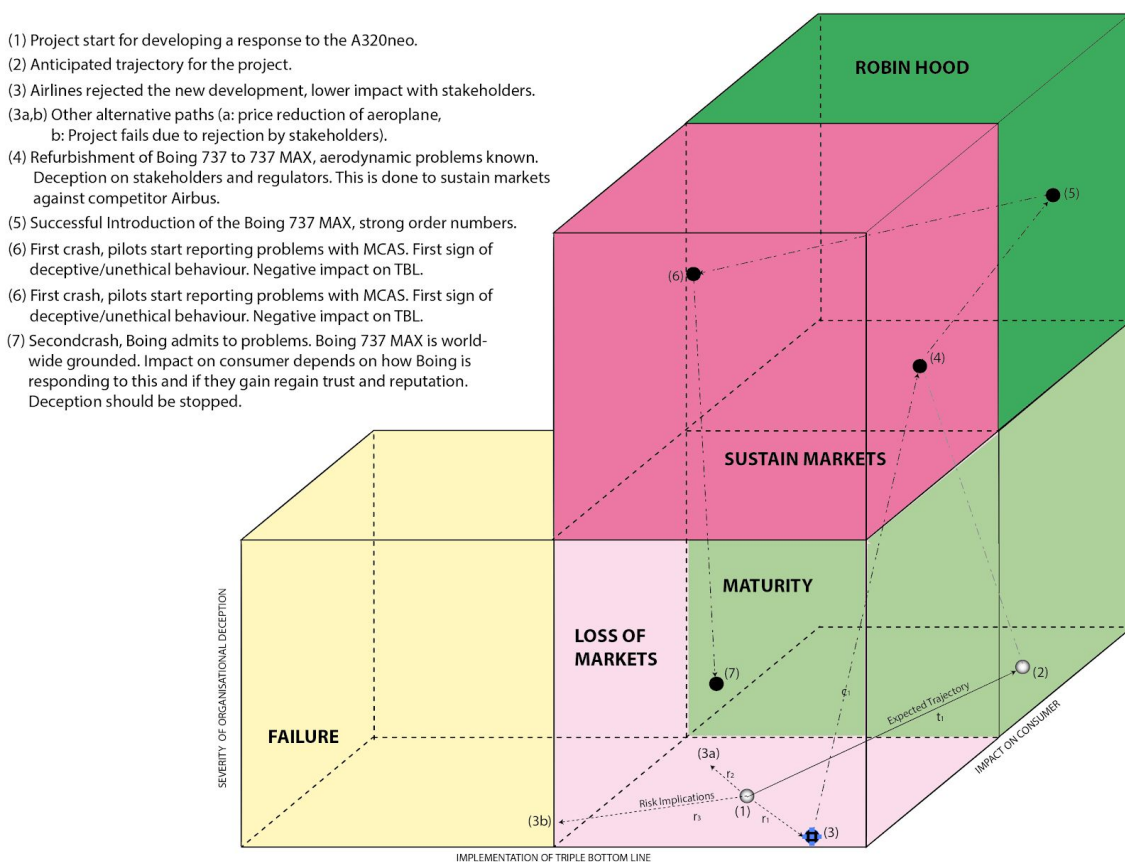 (1) Project start for developing a response to the A320neo.
(2) Anticipated trajectory for the project.
(3) Airlines rejected the new development, lower impact with stakeholders.
(3a,b) Other alternative paths (a: price reduction of aeroplane,
b: Project fails due to rejection by stakeholders).
(4) Refurbishment of Boing 737 to 737 MAX, aerodynamic problems known.
Deception on stakeholders and regulators. This is done to sustain markets
against competitor Airbus.
(5) Successful Introduction of the Boing 737 MAX, strong order numbers.
(6) First crash, pilots start reporting problems with MCAS. First sign of
deceptive/unethical behaviour. Negative impact on TBL.
(6) First crash, pilots start reporting problems with MCAS. First sign of
deceptive/unethical behaviour. Negative impact on TBL.
(7) Secondcrash, Boing admits to problems. Boing 737 MAX is world-
wide grounded. Impact on consumer depends on how Boing is
responding to this and if they gain regain trust and reputation.
Deception should be stopped.
ROBIN HOOD
(5)
(6)
(4)
SUSTAIN MARKETS
MATURITY
LOSS OF
MARKETS
(7)
(2)
Expected Trajectory
t1
c1
FAILURE
SEVERITY OF ORGANISATIONAL DECEPTION
IMPACT ON CONSUMER
(3a)
r2
Risk Implications
(1)
r3
r1
(3b)
(3)
IMPLEMENTATION OF TRIPLE BOTTOM LINE